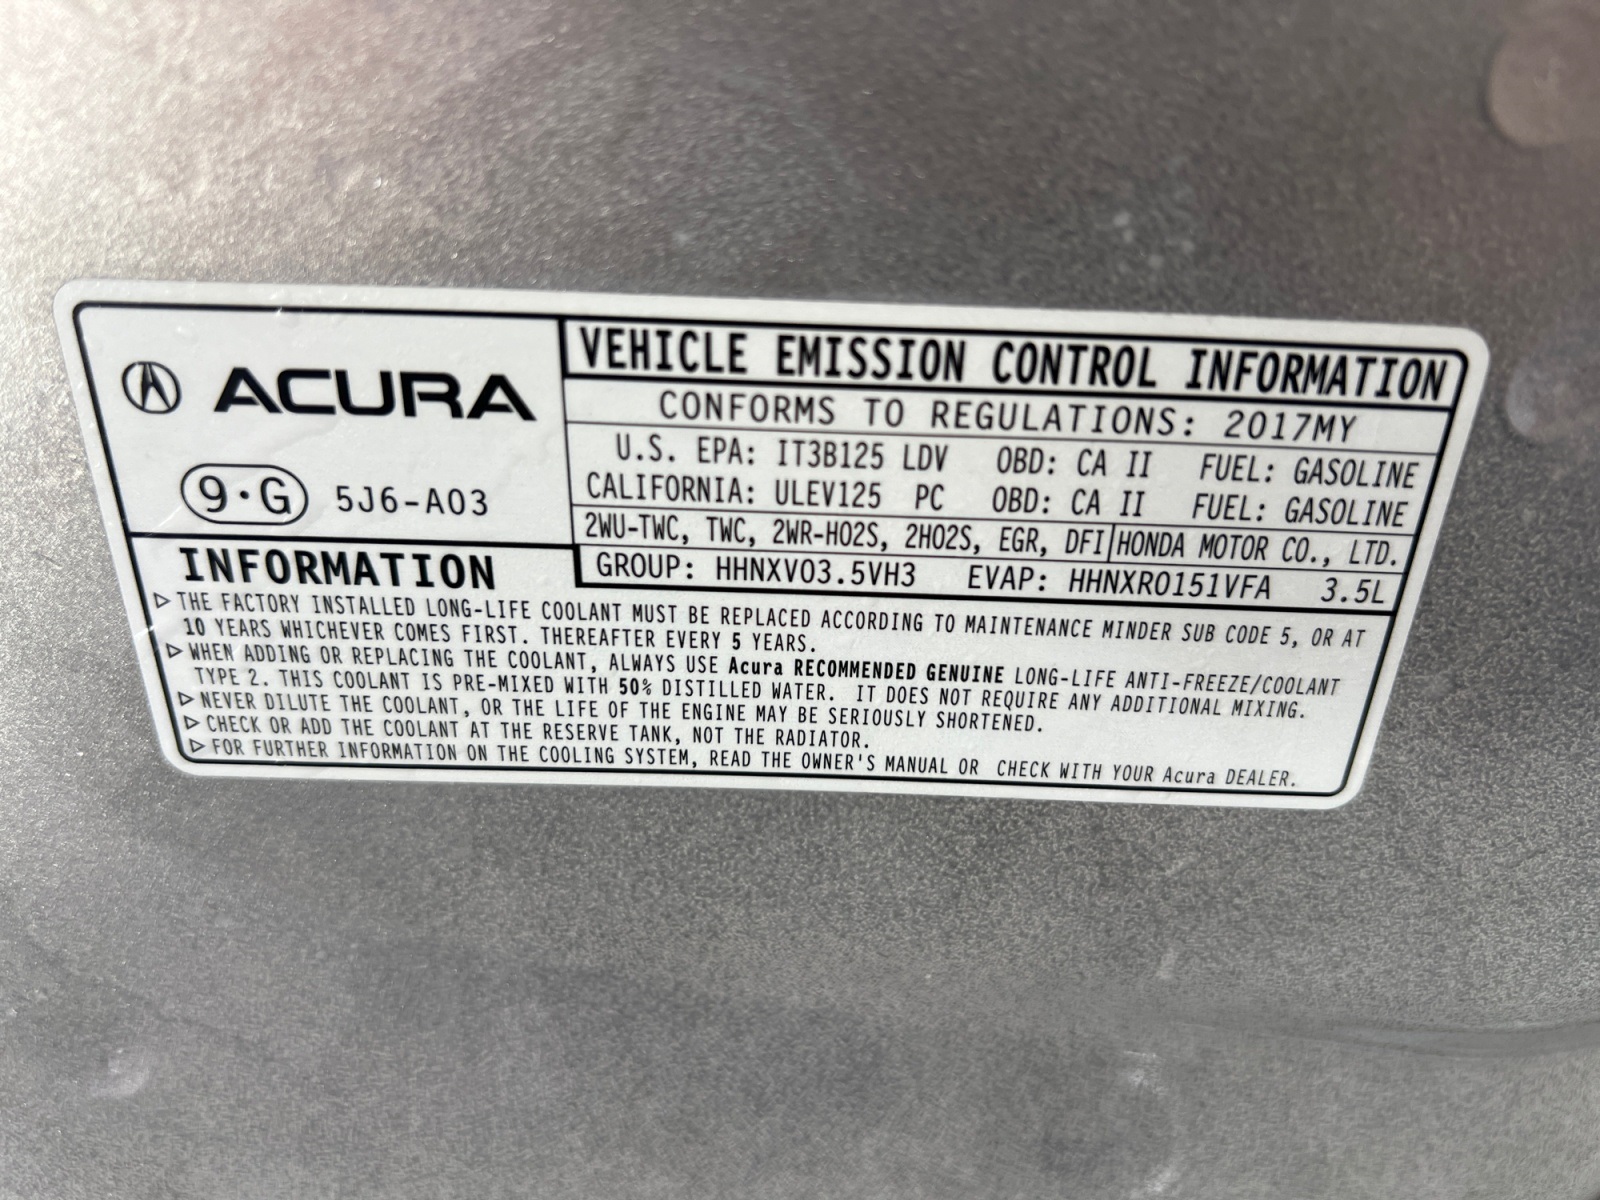 ACURA
9·G 5J6-A03
VEHICLE EMISSION CONTROL INFORMATION
CONFORMS TO REGULATIONS: 2017MY
U.S. EPA: IT3B125 LDV OBD: CA II FUEL: GASOLINE
CALIFORNIA: ULEV125 PC OBD: CA II FUEL: GASOLINE
2WU-TWC, TWC, 2WR-HO2S, 2HO2S, EGR, DFI HONDA MOTOR CO., LTD.
GROUP: HHNXV03.5VH3 EVAP: HHNXR0151VFA 3.5L
INFORMATION
▷ THE FACTORY INSTALLED LONG-LIFE COOLANT MUST BE REPLACED ACCORDING TO MAINTENANCE MINDER SUB CODE 5, OR AT
10 YEARS WHICHEVER COMES FIRST. THEREAFTER EVERY 5 YEARS.
▷ WHEN ADDING OR REPLACING THE COOLANT, ALWAYS USE Acura RECOMMENDED GENUINE LONG-LIFE ANTI-FREEZE/COOLANT
TYPE 2. THIS COOLANT IS PRE-MIXED WITH 50% DISTILLED WATER. IT DOES NOT REQUIRE ANY ADDITIONAL MIXING.
▷ NEVER DILUTE THE COOLANT, OR THE LIFE OF THE ENGINE MAY BE SERIOUSLY SHORTENED.
▷ CHECK OR ADD THE COOLANT AT THE RESERVE TANK, NOT THE RADIATOR.
▷ FOR FURTHER INFORMATION ON THE COOLING SYSTEM, READ THE OWNER'S MANUAL OR CHECK WITH YOUR Acura DEALER.